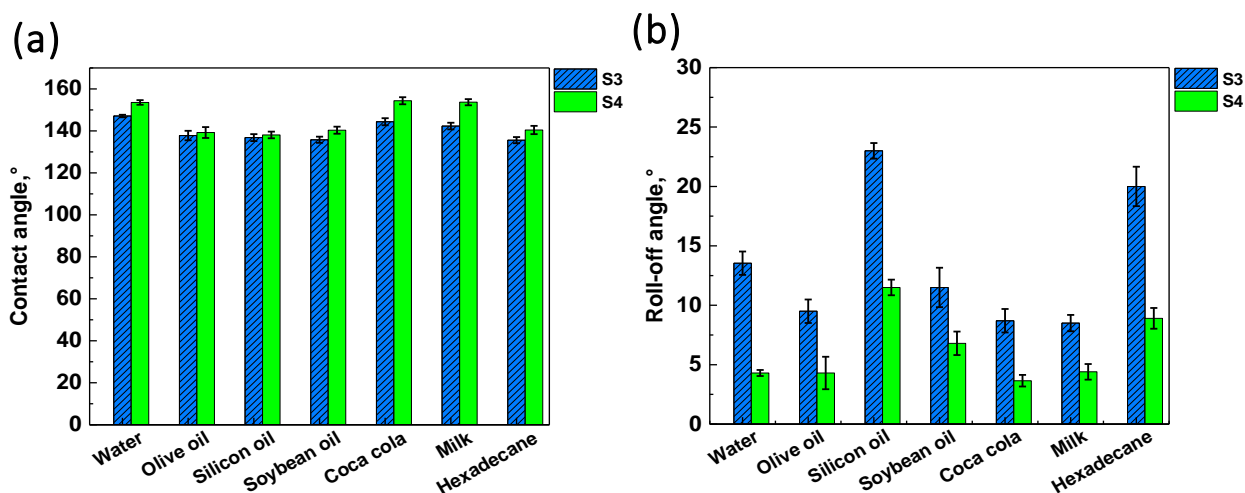 (a)
S3
S4
160
140
120
100
80
60
40
20
0
Contact angle,°
Water
Olive oil
Silicon oil
Soybean oil
Coca cola
Milk
Hexadecane
(b)
S3
S4
30
25
20
15
10
5
0
Roll-off angle,°
Water
Olive oil
Silicon oil
Soybean oil
Coca cola
Milk
Hexadecane